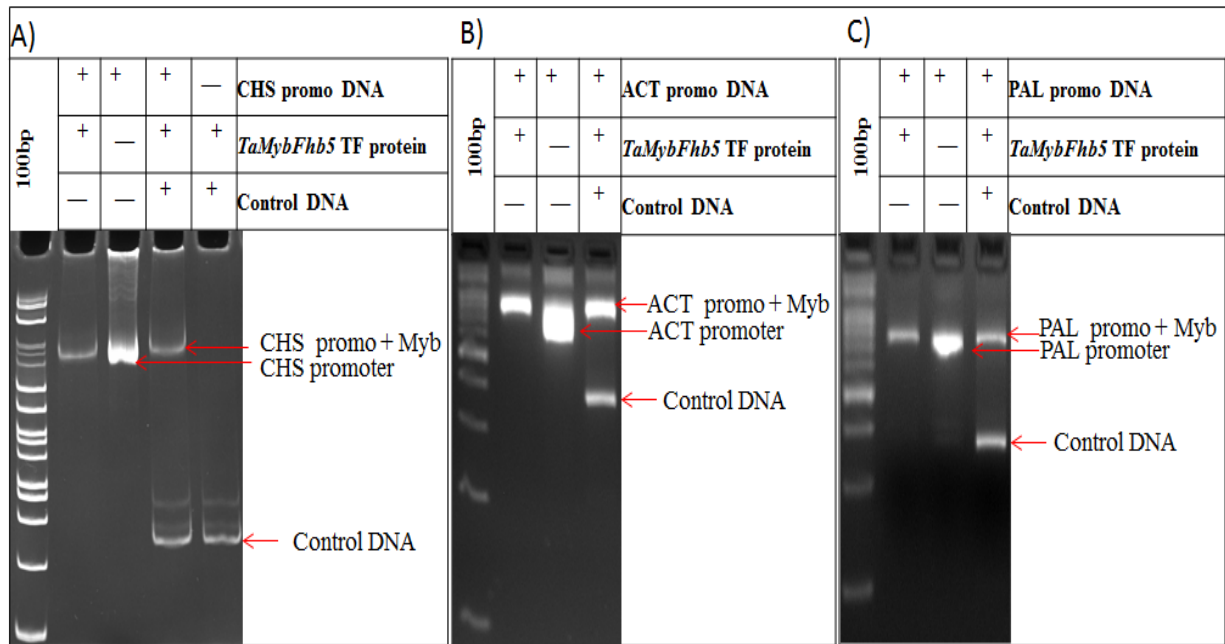 A)
100bp
+ + + — CHS promo DNA
+ — + + TaMybFhb5 TF protein
— — + + Control DNA
CHS promo + Myb
CHS promoter
Control DNA
B)
100bp
+ + + ACT promo DNA
+ — + TaMybFhb5 TF protein
— — + Control DNA
ACT promo + Myb
ACT promoter
Control DNA
C)
100bp
+ + + PAL promo DNA
+ — + TaMybFhb5 TF protein
— — + Control DNA
PAL promo + Myb
PAL promoter
Control DNA